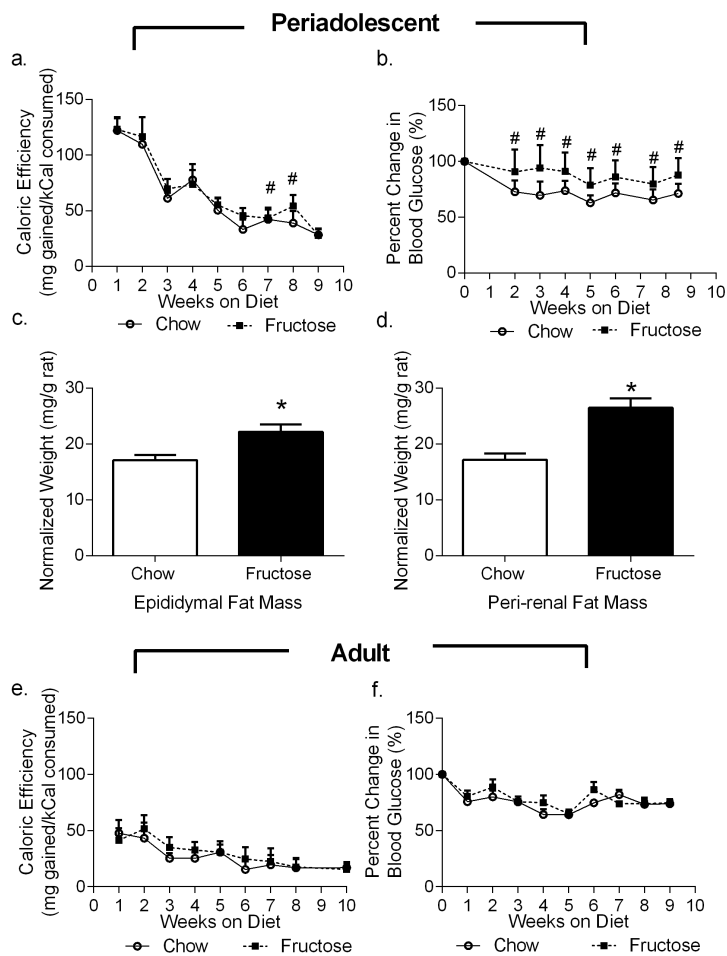 Periadolescent
a.
Caloric Efficiency
(mg gained/kCal consumed)
150
100
50
0
# #
0 1 2 3 4 5 6 7 8 9 10
Weeks on Diet
Chow Fructose
b.
Percent Change in
Blood Glucose (%)
150
100
50
0
# # # # # # #
0 1 2 3 4 5 6 7 8 9 10
Weeks on Diet
Chow Fructose
c.
Normalized Weight (mg/g rat)
30
20
10
0
*
Chow Fructose
Epididymal Fat Mass
d.
Normalized Weight (mg/g rat)
30
20
10
0
*
Chow Fructose
Peri-renal Fat Mass
Adult
e.
Caloric Efficiency
(mg gained/kCal consumed)
150
100
50
0
0 1 2 3 4 5 6 7 8 9 10
Weeks on Diet
Chow Fructose
f.
Percent Change in
Blood Glucose (%)
150
100
50
0
0 1 2 3 4 5 6 7 8 9 10
Weeks on Diet
Chow Fructose